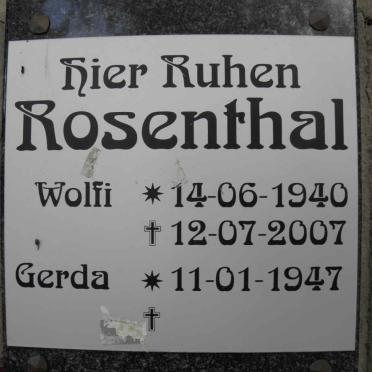 Hier Ruhen
Rosenthal
Wolfi * 14-06-1940
† 12-07-2007
Gerda * 11-01-1947
†